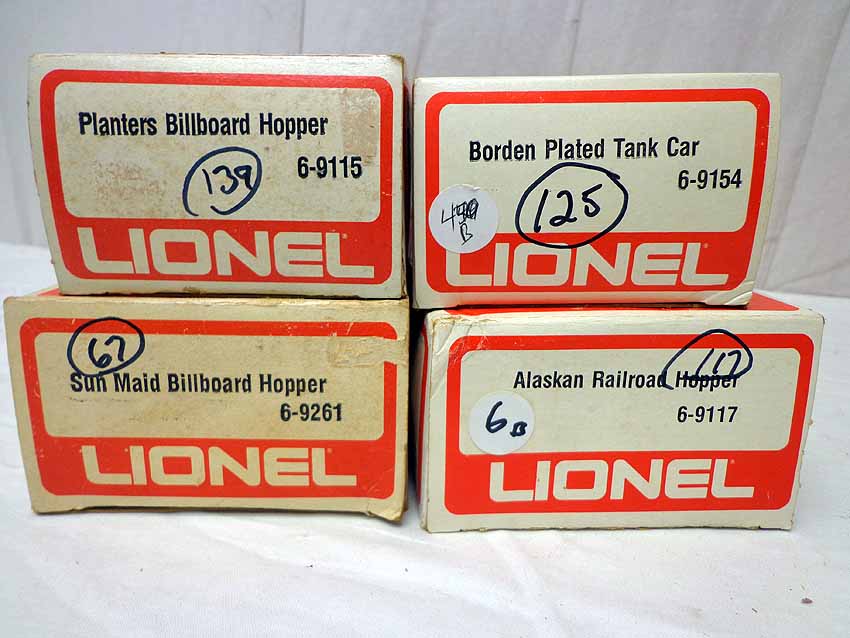 Planters Billboard Hopper
139
6-9115
LIONEL
Borden Plated Tank Car
6-9154
125
B
LIONEL
67
Sun Maid Billboard Hopper
6-9261
LIONEL
117
Alaskan Railroad Hopper
6-9117
6B
LIONEL